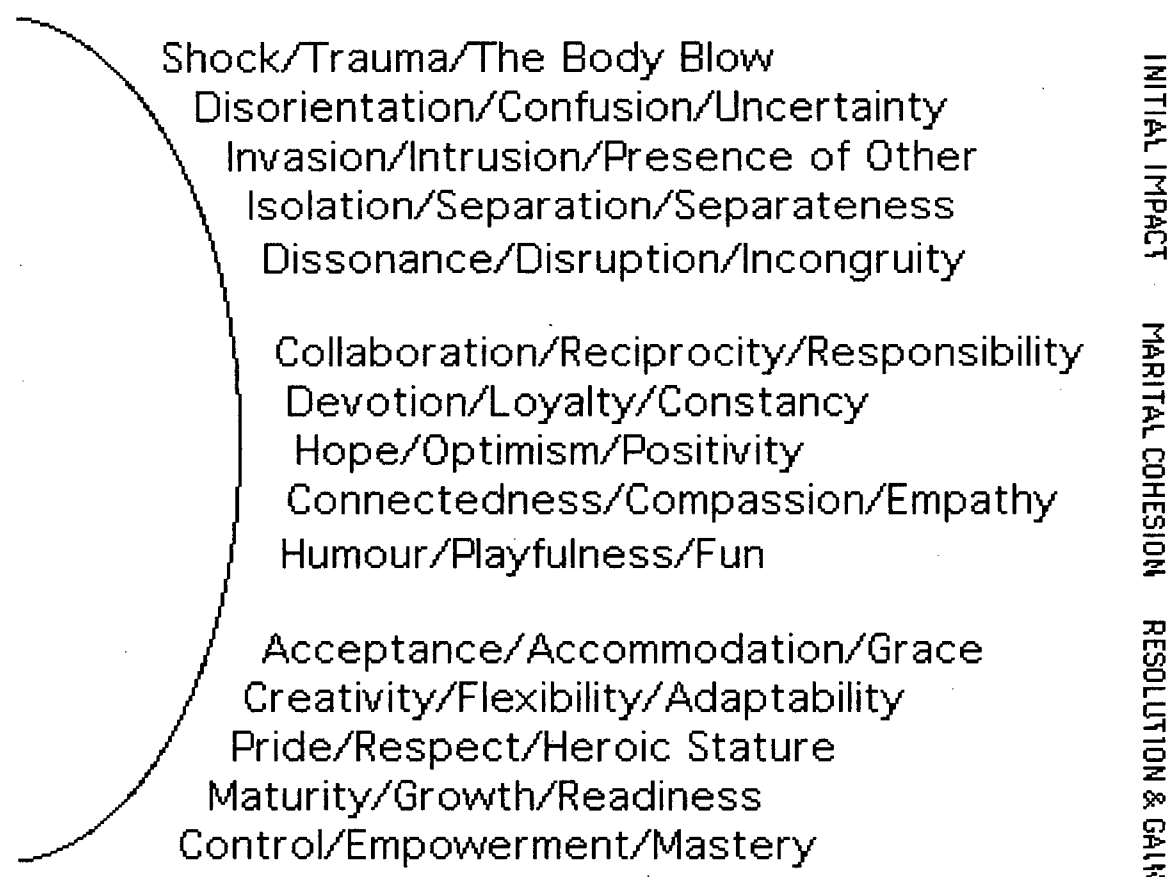 Shock/Trauma/The Body Blow
Disorientation/Confusion/Uncertainty
Invasion/Intrusion/Presence of Other
Isolation/Separation/Separateness
Dissonance/Disruption/Incongruity
INITIAL IMPACT
Collaboration/Reciprocity/Responsibility
Devotion/Loyalty/Constancy
Hope/Optimism/Positivity
Connectedness/Compassion/Empathy
Humour/Playfulness/Fun
MARITAL COHESION
Acceptance/Accommodation/Grace
Creativity/Flexibility/Adaptability
Pride/Respect/Heroic Stature
Maturity/Growth/Readiness
Control/Empowerment/Mastery
RESOLUTION & GAIN